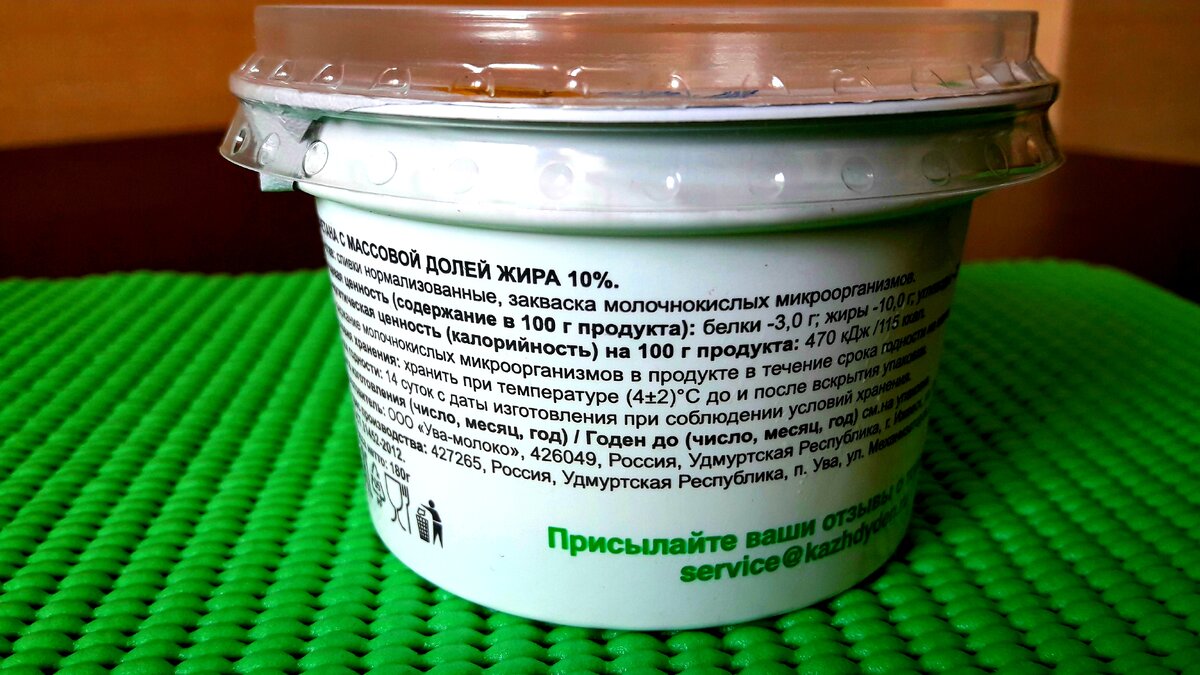 С МАССОВОЙ ДОЛЕЙ ЖИРА 10%.
сливки нормализованные, закваска молочнокислых микроорганизмов.
ценность (содержание в 100 г продукта): белки -3,0 г; жиры -10,0 г;
ценность (калорийность) на 100 г продукта: 470 кДж /115 ккал.
молочнокислых микроорганизмов в продукте в течение срока годности
хранения: хранить при температуре (4±2)°С до и после вскрытия упаковки.
14 суток с даты изготовления при соблюдении условий хранения.
(число, месяц, год) / Годен до (число, месяц, год) см.на упаковке.
ООО «Ува-молоко», 426049, Россия, Удмуртская Республика, г.
производства: 427265, Россия, Удмуртская Республика, п. Ува, ул.
-2012.
нетто: 180г
Присылайте ваши отзывы